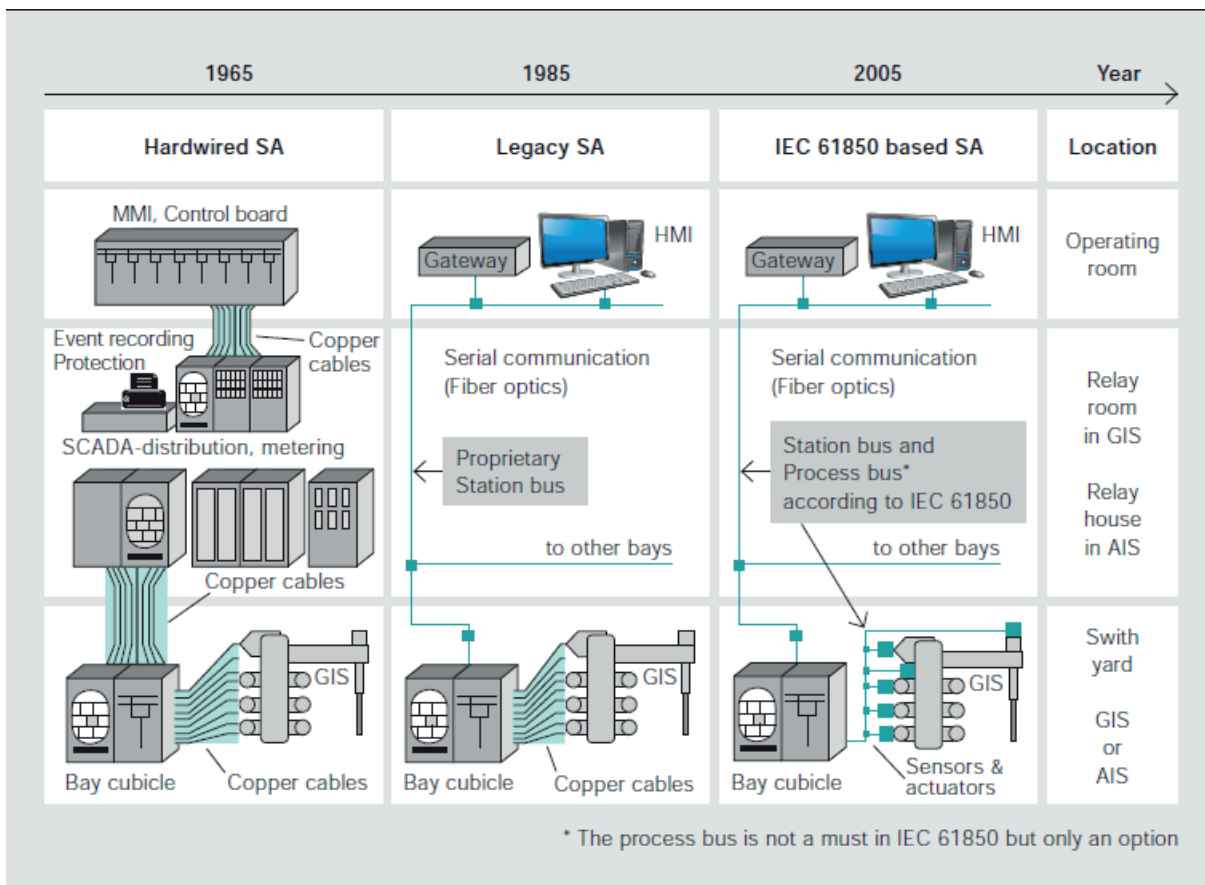 1965
1985
2005
Year
Hardwired SA
Legacy SA
IEC 61850 based SA
Location
MMI, Control board
Event recording
Protection
Copper
cables
SCADA-distribution, metering
Copper cables
Bay cubicle
GIS
Copper cables
Gateway
HMI
Serial communication
(Fiber optics)
Proprietary
Station bus
to other bays
Bay cubicle
GIS
Copper cables
Gateway
HMI
Serial communication
(Fiber optics)
Station bus and
Process bus*
according to IEC 61850
to other bays
Bay cubicle
GIS
Sensors &
actuators
Operating
room
Relay
room
in GIS
Relay
house
in AIS
Swith
yard
GIS
or
AIS
* The process bus is not a must in IEC 61850 but only an option